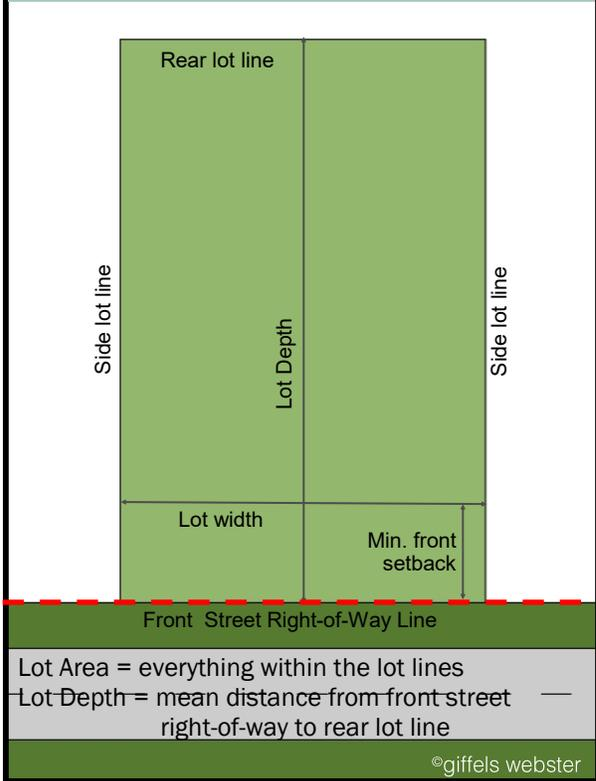 Rear lot line
Side lot line
Side lot line
Lot Depth
Lot width
Min. front
setback
Front Street Right-of-Way Line
Lot Area = everything within the lot lines
Lot Depth = mean distance from front street
right-of-way to rear lot line
©giffels webster